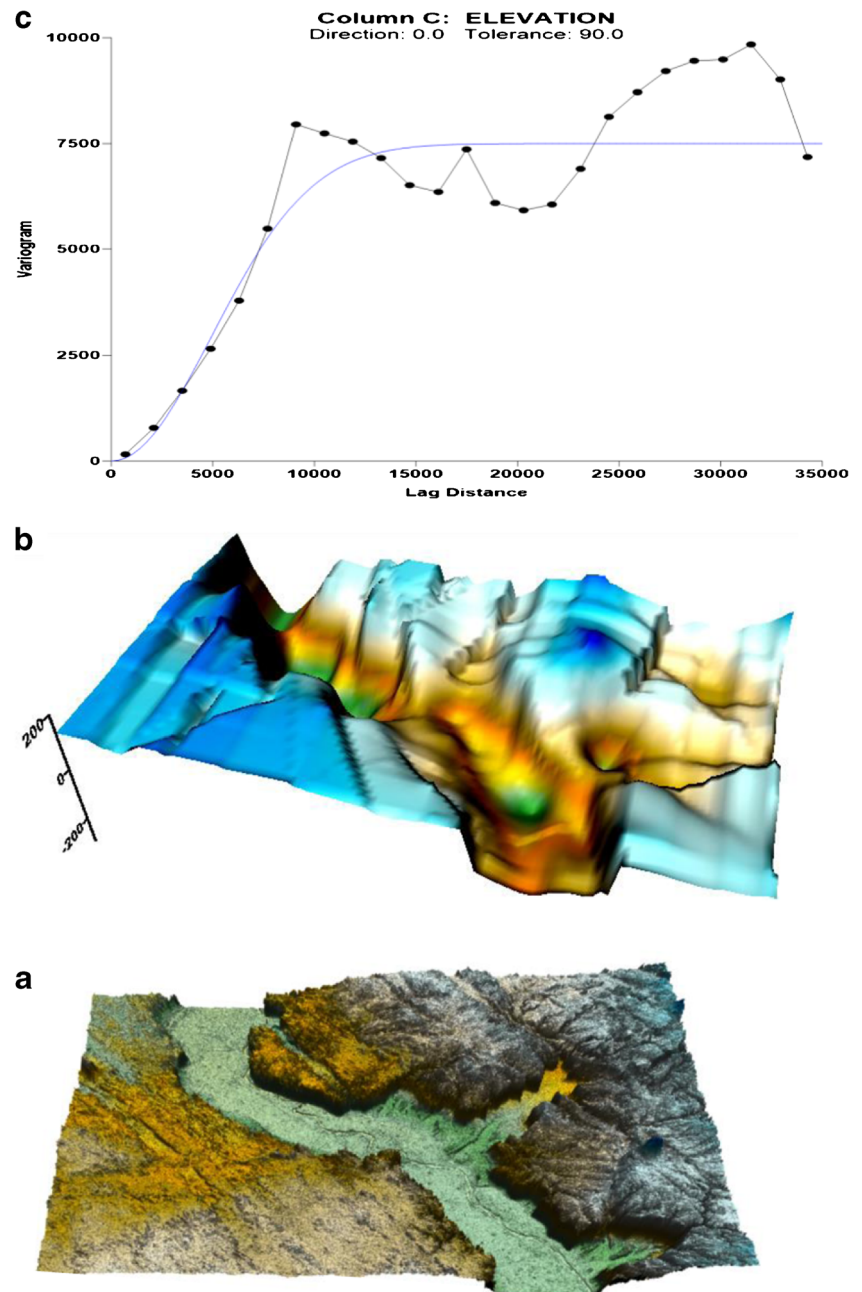 c
Column C: ELEVATION
Direction: 0.0 Tolerance: 90.0
10000
7500
5000
2500
0
Variogram
0 5000 10000 15000 20000 25000 30000 35000
Lag Distance
b
200
0
-200
a